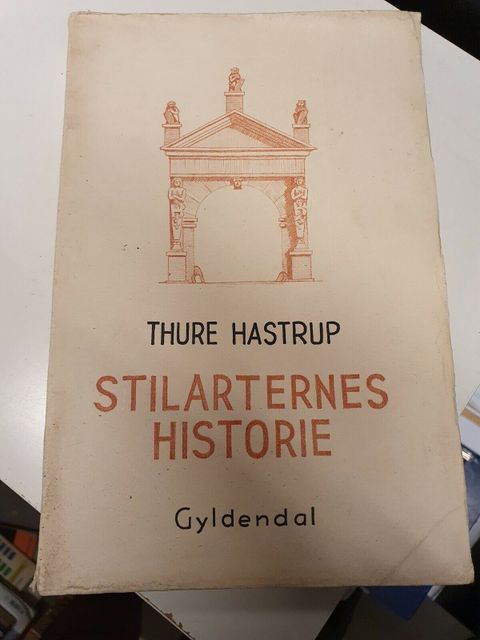 THURE HASTRUP
STILARTERNES
HISTORIE
Gyldendal